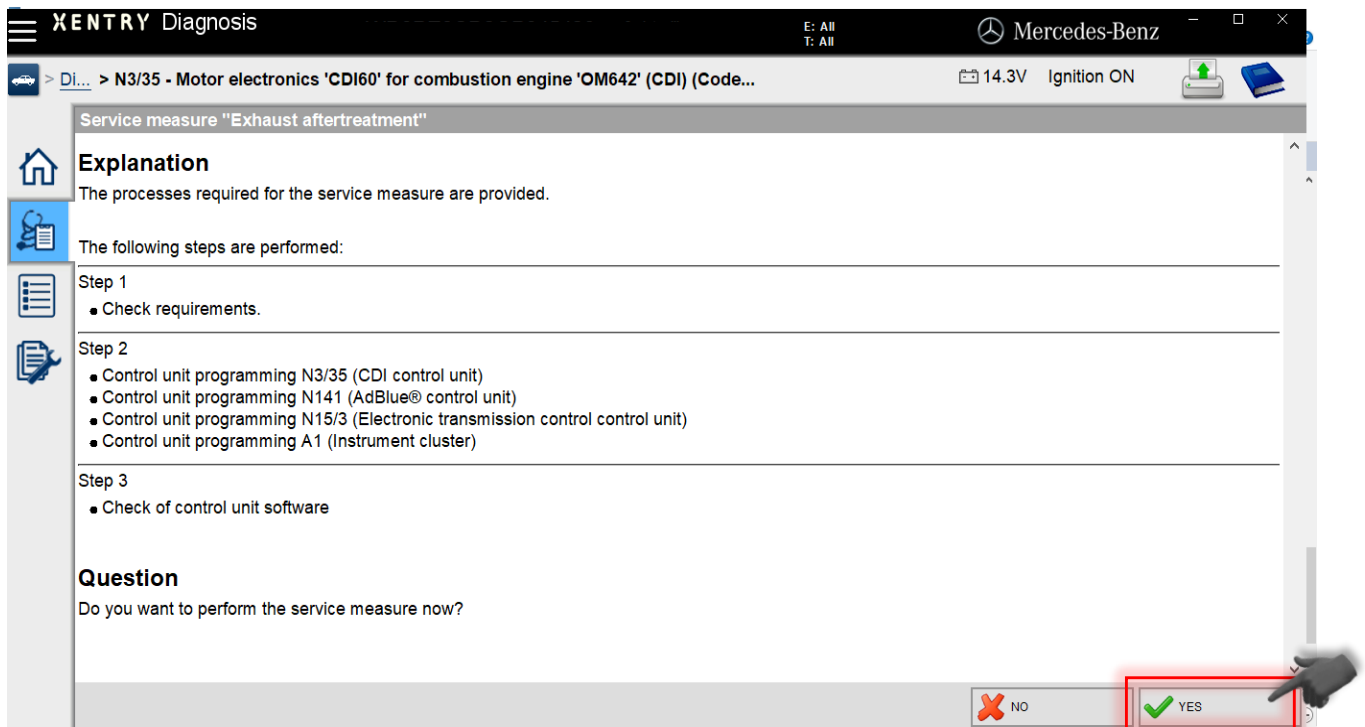 XENTRY Diagnosis
E: All
T: All
Mercedes-Benz
> Di... > N3/35 - Motor electronics 'CDI60' for combustion engine 'OM642' (CDI) (Code...
14.3V Ignition ON
Service measure "Exhaust aftertreatment"
Explanation
The processes required for the service measure are provided.
The following steps are performed:
Step 1
• Check requirements.
Step 2
• Control unit programming N3/35 (CDI control unit)
• Control unit programming N141 (AdBlue® control unit)
• Control unit programming N15/3 (Electronic transmission control control unit)
• Control unit programming A1 (Instrument cluster)
Step 3
• Check of control unit software
Question
Do you want to perform the service measure now?
NO
YES